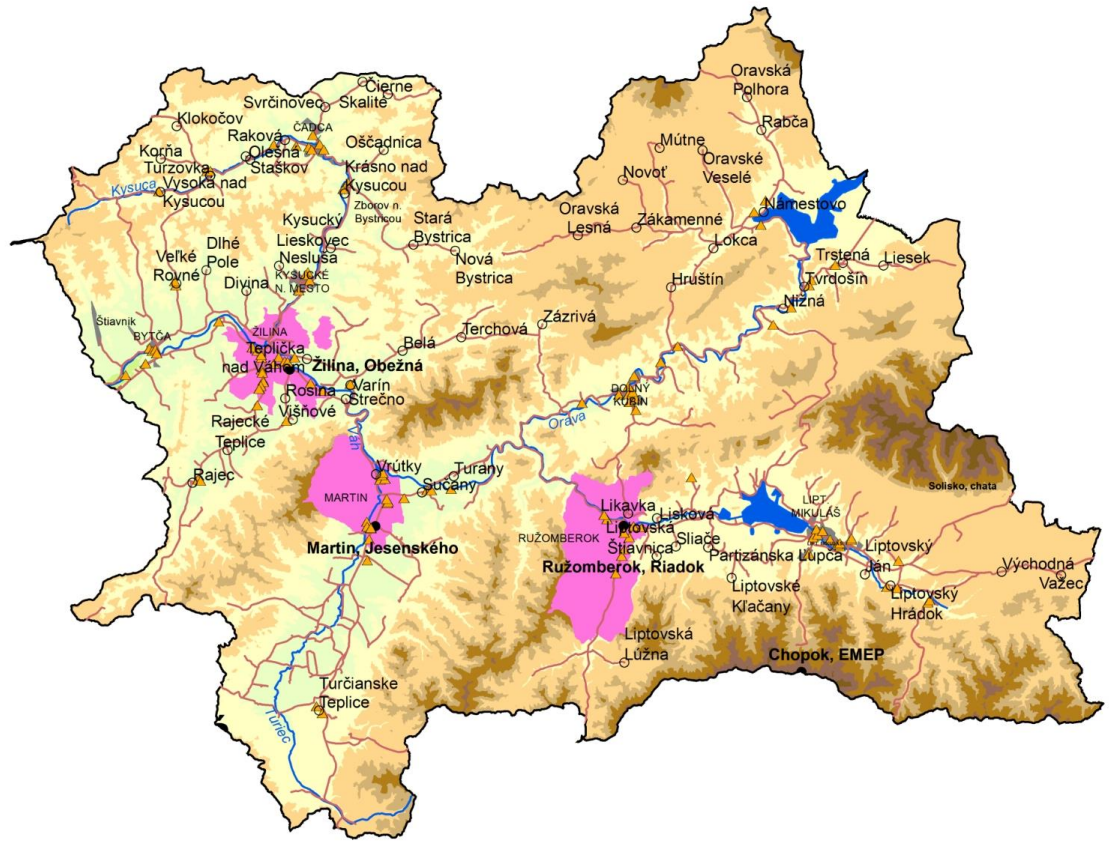 Čierne
Svrčinovec
Skalité
Klokočov
ČADCA
Raková
Oščadnica
Korňa
Olešná
Turzovka
Staškov
Krásno nad
Kysucou
Vysoká nad
Kysucou
Kysuca
Zborov n.
Bystricou
Kysucký
Lieskovec
Stará
Bystrica
Nová
Bystrica
Dlhé
Pole
Veľké
Rovné
Nesluša
KYSUCKÉ
N. MESTO
Divina
Štiavnik
BYTČA
ŽILINA
Teplička
nad Váhom
Žilina, Obežná
Belá
Terchová
Zázrivá
Rosina
Varín
Strečno
Višňové
Rajecké
Teplice
Rajec
Váh
Vrútky
Turany
Sučany
MARTIN
Martin, Jesenského
Turčianske
Teplice
Turiec
Oravská
Polhora
Rabča
Mútne
Oravské
Veselé
Novoť
Námestovo
Oravská
Lesná
Zákamenné
Lokca
Trstená
Liesek
Hruštín
Tvrdošín
Nižná
DOLNÝ
KUBÍN
Orava
Solisko, chata
Likavka
Lisková
LIPT.
MIKULÁŠ
RUŽOMBEROK
Liptovská
Štiavnica
Sliače
Partizánska Ľupča
Liptovský
Ján
Ružomberok, Riadok
Východná
Važec
Liptovské
Kľačany
Liptovský
Hrádok
Liptovská
Lúžna
Chopok, EMEP